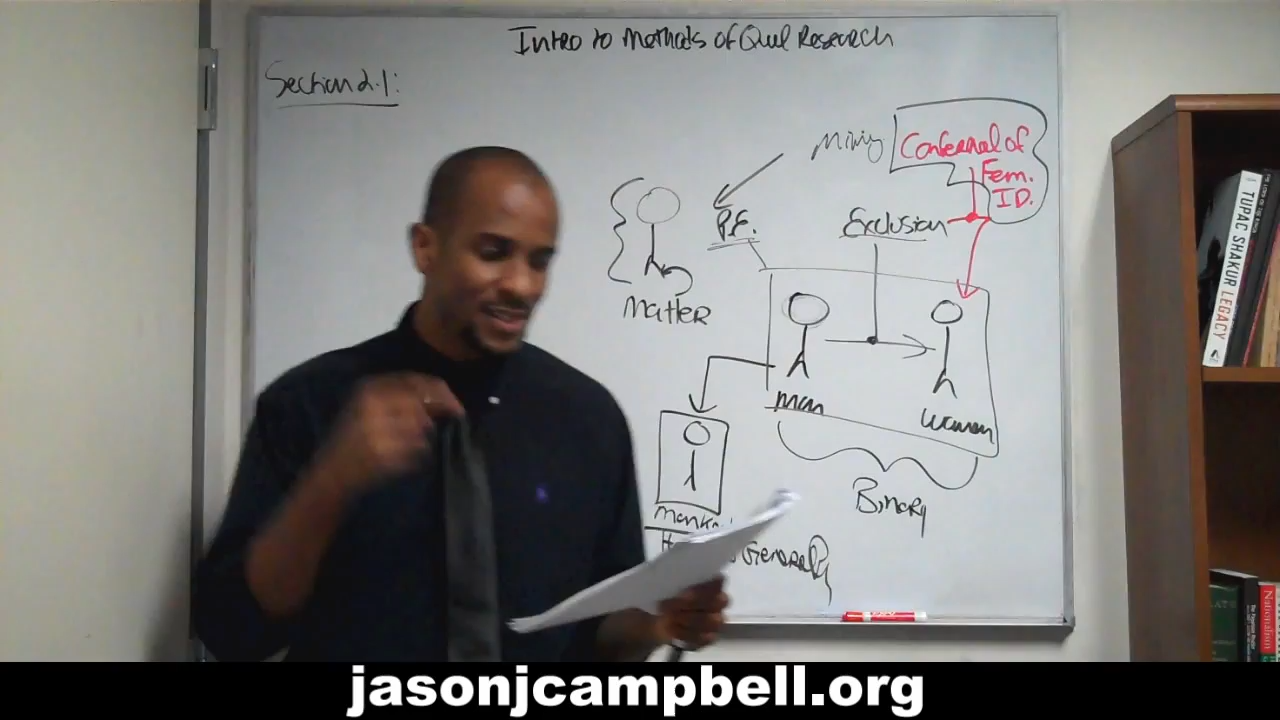 Intro to Methods of Qual Research
Section 2.1:
Conferral of
Fem.
ID.
P.E.
Exclusion
Matter
man
woman
Binary
Generally
TUPAC SHAKUR LEGACY
jasonjcampbell.org